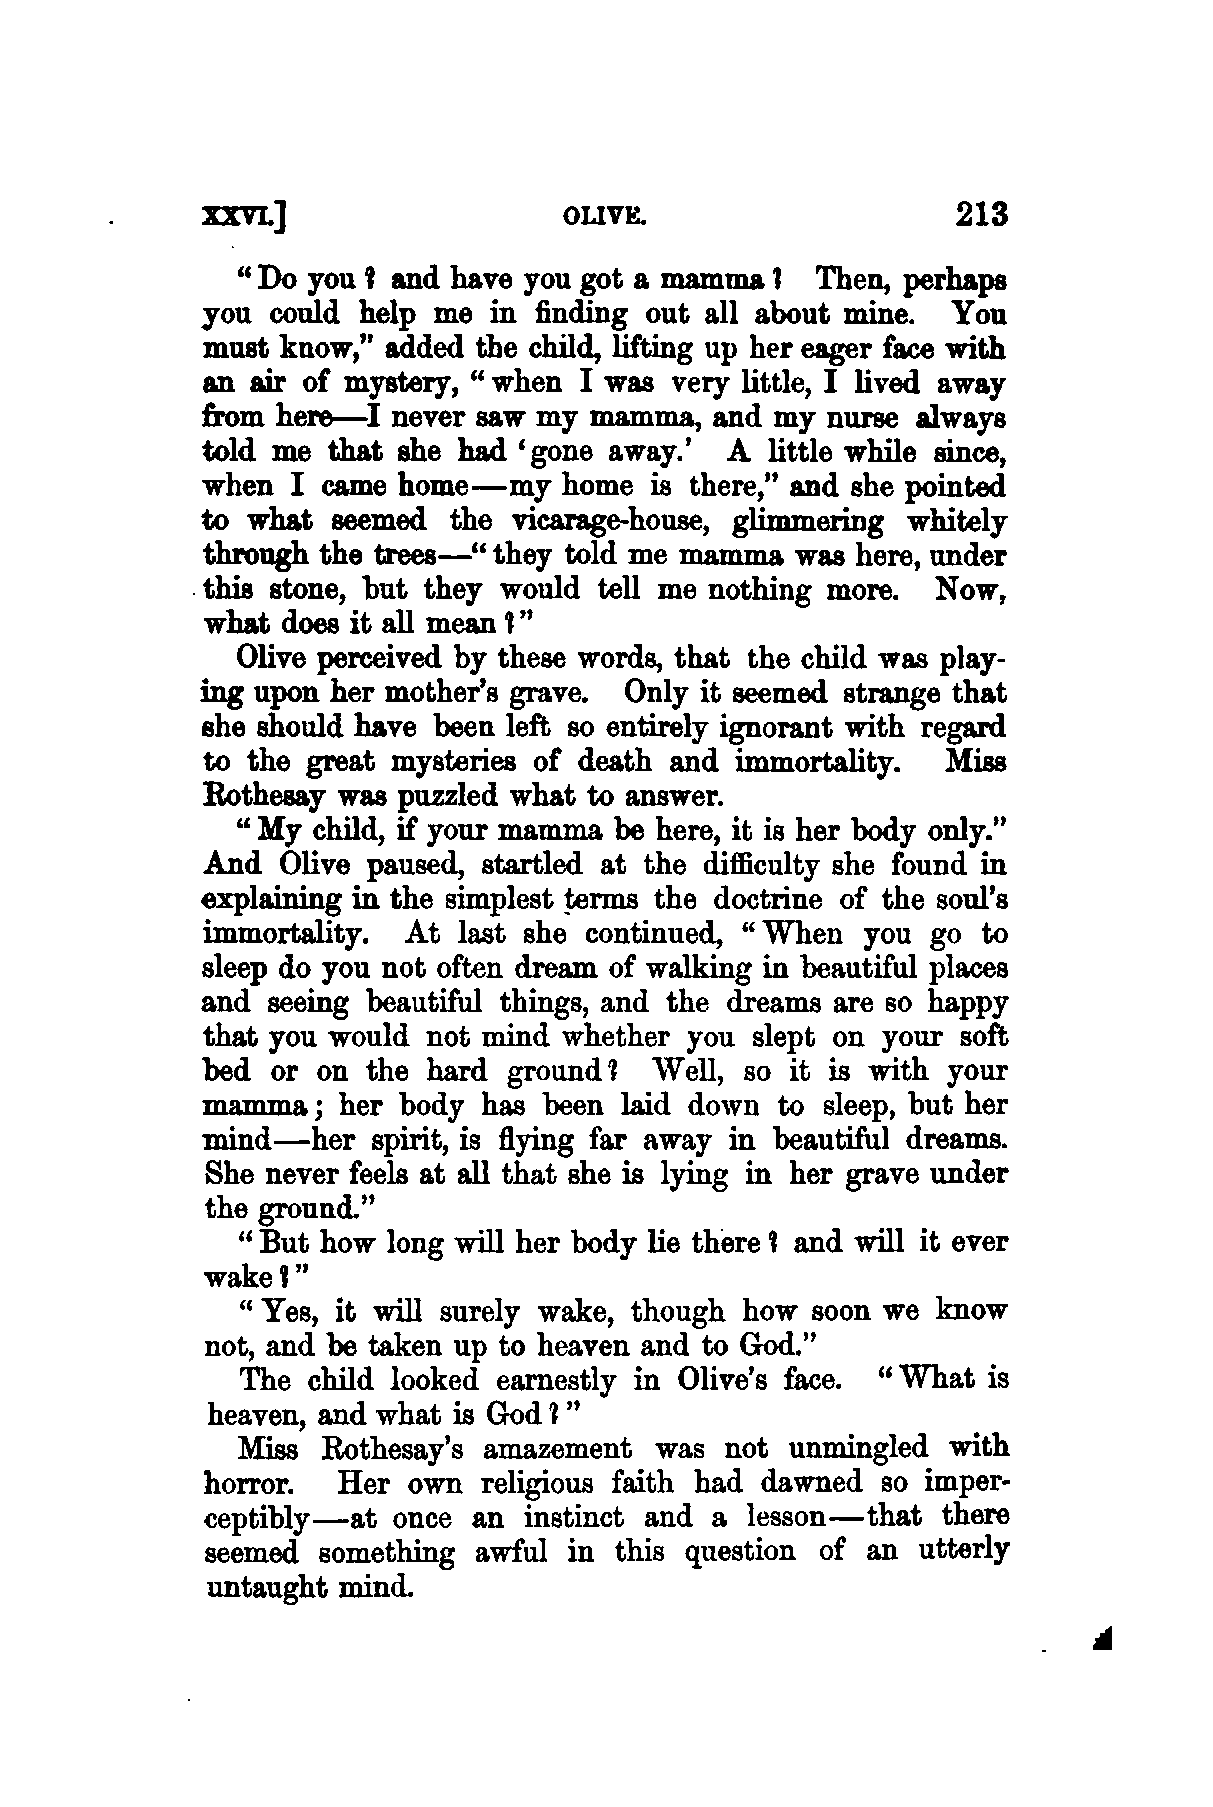 XXVI.] OLIVE. 213
"Do you? and have you got a mamma? Then, perhaps
you could help me in finding out all about mine. You
must know," added the child, lifting up her eager face with
an air of mystery, "when I was very little, I lived away
from here—I never saw my mamma, and my nurse always
told me that she had 'gone away.' A little while since,
when I came home—my home is there," and she pointed
to what seemed the vicarage-house, glimmering whitely
through the trees—"they told me mamma was here, under
this stone, but they would tell me nothing more. Now,
what does it all mean?"
Olive perceived by these words, that the child was play-
ing upon her mother's grave. Only it seemed strange that
she should have been left so entirely ignorant with regard
to the great mysteries of death and immortality. Miss
Rothesay was puzzled what to answer.
"My child, if your mamma be here, it is her body only."
And Olive paused, startled at the difficulty she found in
explaining in the simplest terms the doctrine of the soul's
immortality. At last she continued, "When you go to
sleep do you not often dream of walking in beautiful places
and seeing beautiful things, and the dreams are so happy
that you would not mind whether you slept on your soft
bed or on the hard ground? Well, so it is with your
mamma; her body has been laid down to sleep, but her
mind—her spirit, is flying far away in beautiful dreams.
She never feels at all that she is lying in her grave under
the ground."
"But how long will her body lie there? and will it ever
wake?"
"Yes, it will surely wake, though how soon we know
not, and be taken up to heaven and to God."
The child looked earnestly in Olive's face. "What is
heaven, and what is God?"
Miss Rothesay's amazement was not unmingled with
horror. Her own religious faith had dawned so imper-
ceptibly—at once an instinct and a lesson—that there
seemed something awful in this question of an utterly
untaught mind.